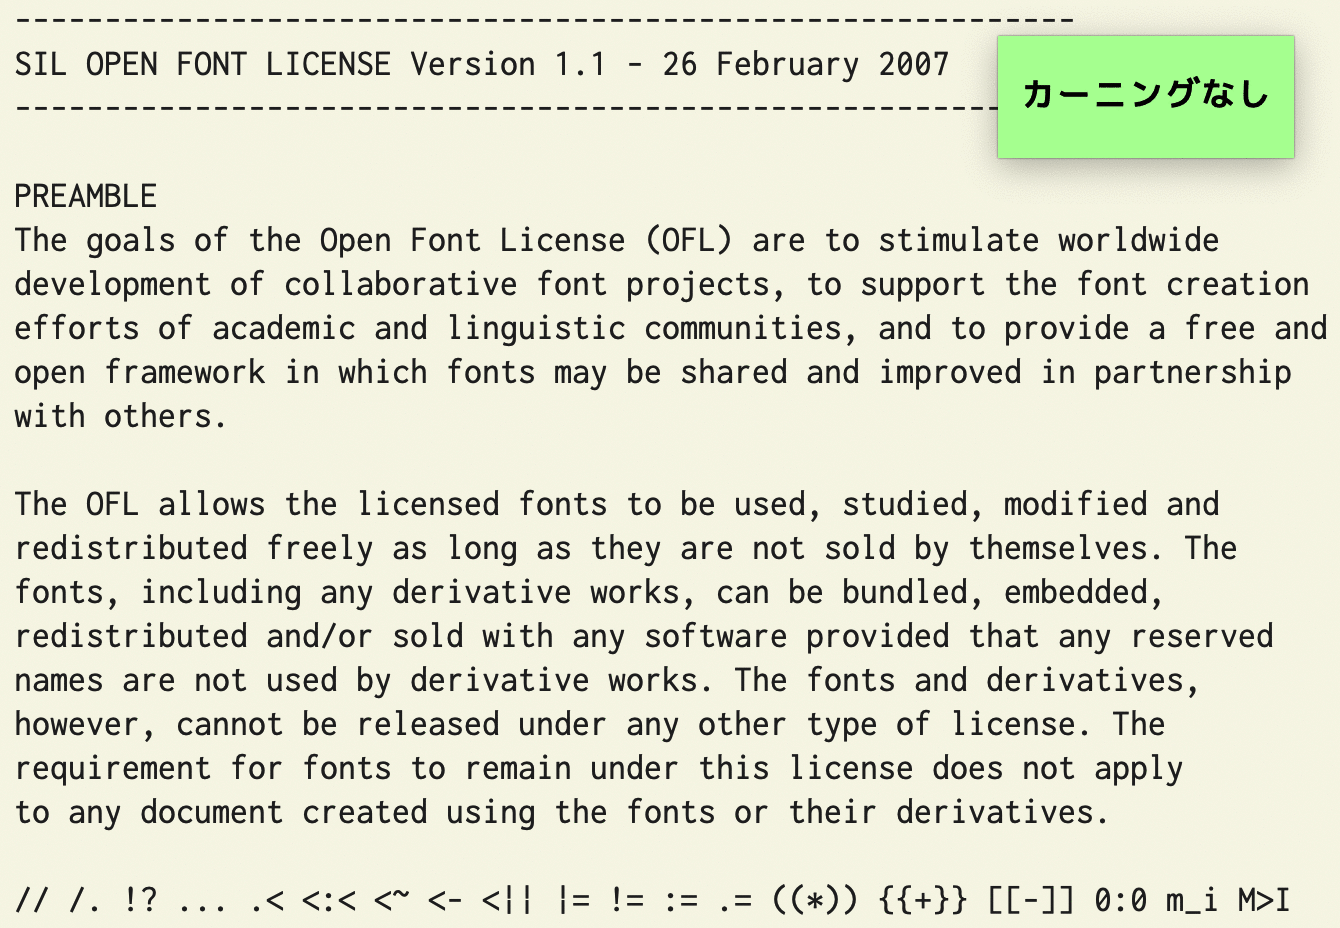 -----------------------------------------------------------
SIL OPEN FONT LICENSE Version 1.1 - 26 February 2007
-------------------------------------------------------
カーニングなし
PREAMBLE
The goals of the Open Font License (OFL) are to stimulate worldwide
development of collaborative font projects, to support the font creation
efforts of academic and linguistic communities, and to provide a free and
open framework in which fonts may be shared and improved in partnership
with others.
The OFL allows the licensed fonts to be used, studied, modified and
redistributed freely as long as they are not sold by themselves. The
fonts, including any derivative works, can be bundled, embedded,
redistributed and/or sold with any software provided that any reserved
names are not used by derivative works. The fonts and derivatives,
however, cannot be released under any other type of license. The
requirement for fonts to remain under this license does not apply
to any document created using the fonts or their derivatives.
// /. !? ... .< <:< <~ <- <|| |= != := .= ((*)) {{+}} [[-]] 0:0 m_i M>I